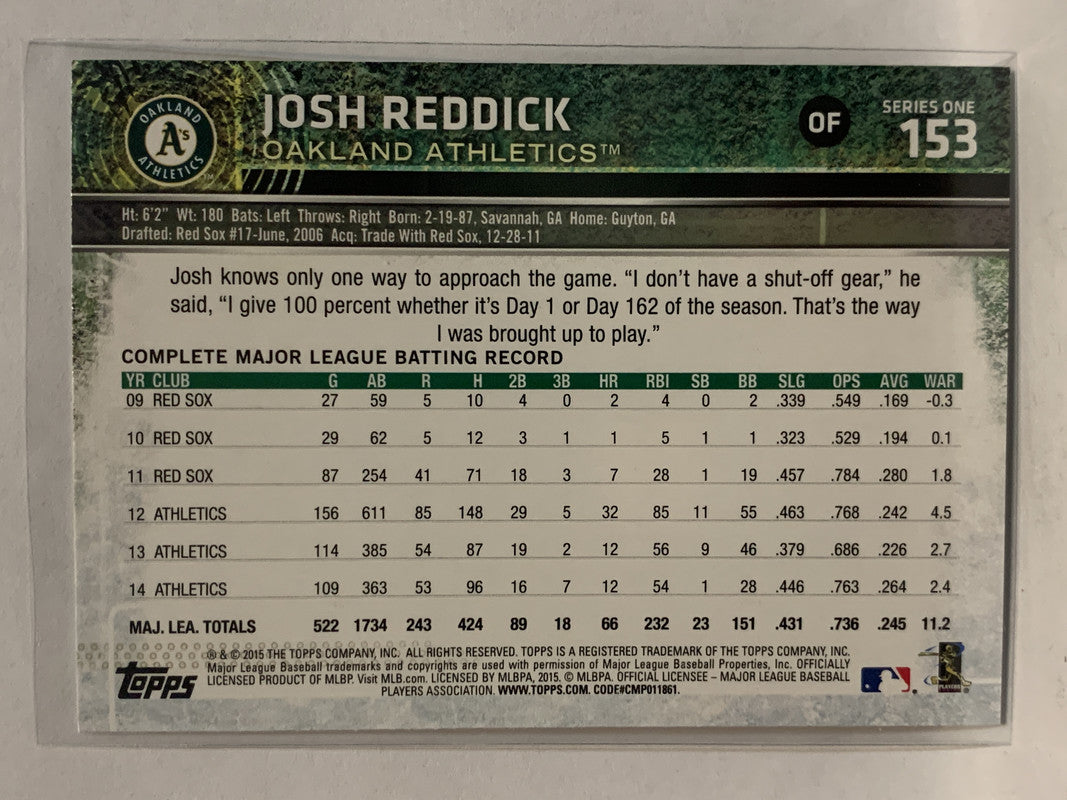 OAKLAND
A's
ATHLETICS
JOSH REDDICK
OAKLAND ATHLETICS™
OF
SERIES ONE
153
Ht: 6'2" Wt: 180 Bats: Left Throws: Right Born: 2-19-87, Savannah, GA Home: Guyton, GA
Drafted: Red Sox #17-June, 2006 Acq: Trade With Red Sox, 12-28-11
Josh knows only one way to approach the game. “I don’t have a shut-off gear,” he
said, “I give 100 percent whether it’s Day 1 or Day 162 of the season. That’s the way
I was brought up to play.”
COMPLETE MAJOR LEAGUE BATTING RECORD
YR CLUB G AB R H 2B 3B HR RBI SB BB SLG OPS AVG WAR
09 RED SOX 27 59 5 10 4 0 2 4 0 2 .339 .549 .169 -0.3
10 RED SOX 29 62 5 12 3 1 1 5 1 1 .323 .529 .194 0.1
11 RED SOX 87 254 41 71 18 3 7 28 1 19 .457 .784 .280 1.8
12 ATHLETICS 156 611 85 148 29 5 32 85 11 55 .463 .768 .242 4.5
13 ATHLETICS 114 385 54 87 19 2 12 56 9 46 .379 .686 .226 2.7
14 ATHLETICS 109 363 53 96 16 7 12 54 1 28 .446 .763 .264 2.4
MAJ. LEA. TOTALS 522 1734 243 424 89 18 66 232 23 151 .431 .736 .245 11.2
® & © 2015 THE TOPPS COMPANY, INC. ALL RIGHTS RESERVED. TOPPS IS A REGISTERED TRADEMARK OF THE TOPPS COMPANY, INC.
Major League Baseball trademarks and copyrights are used with permission of Major League Baseball Properties, Inc. OFFICIALLY
LICENSED PRODUCT OF MLBP. Visit MLB.com. LICENSED BY MLBPA, 2015. © MLBPA. OFFICIAL LICENSEE – MAJOR LEAGUE BASEBALL
PLAYERS ASSOCIATION. WWW.TOPPS.COM. CODE#CMP011861.
Topps
PLAYERS